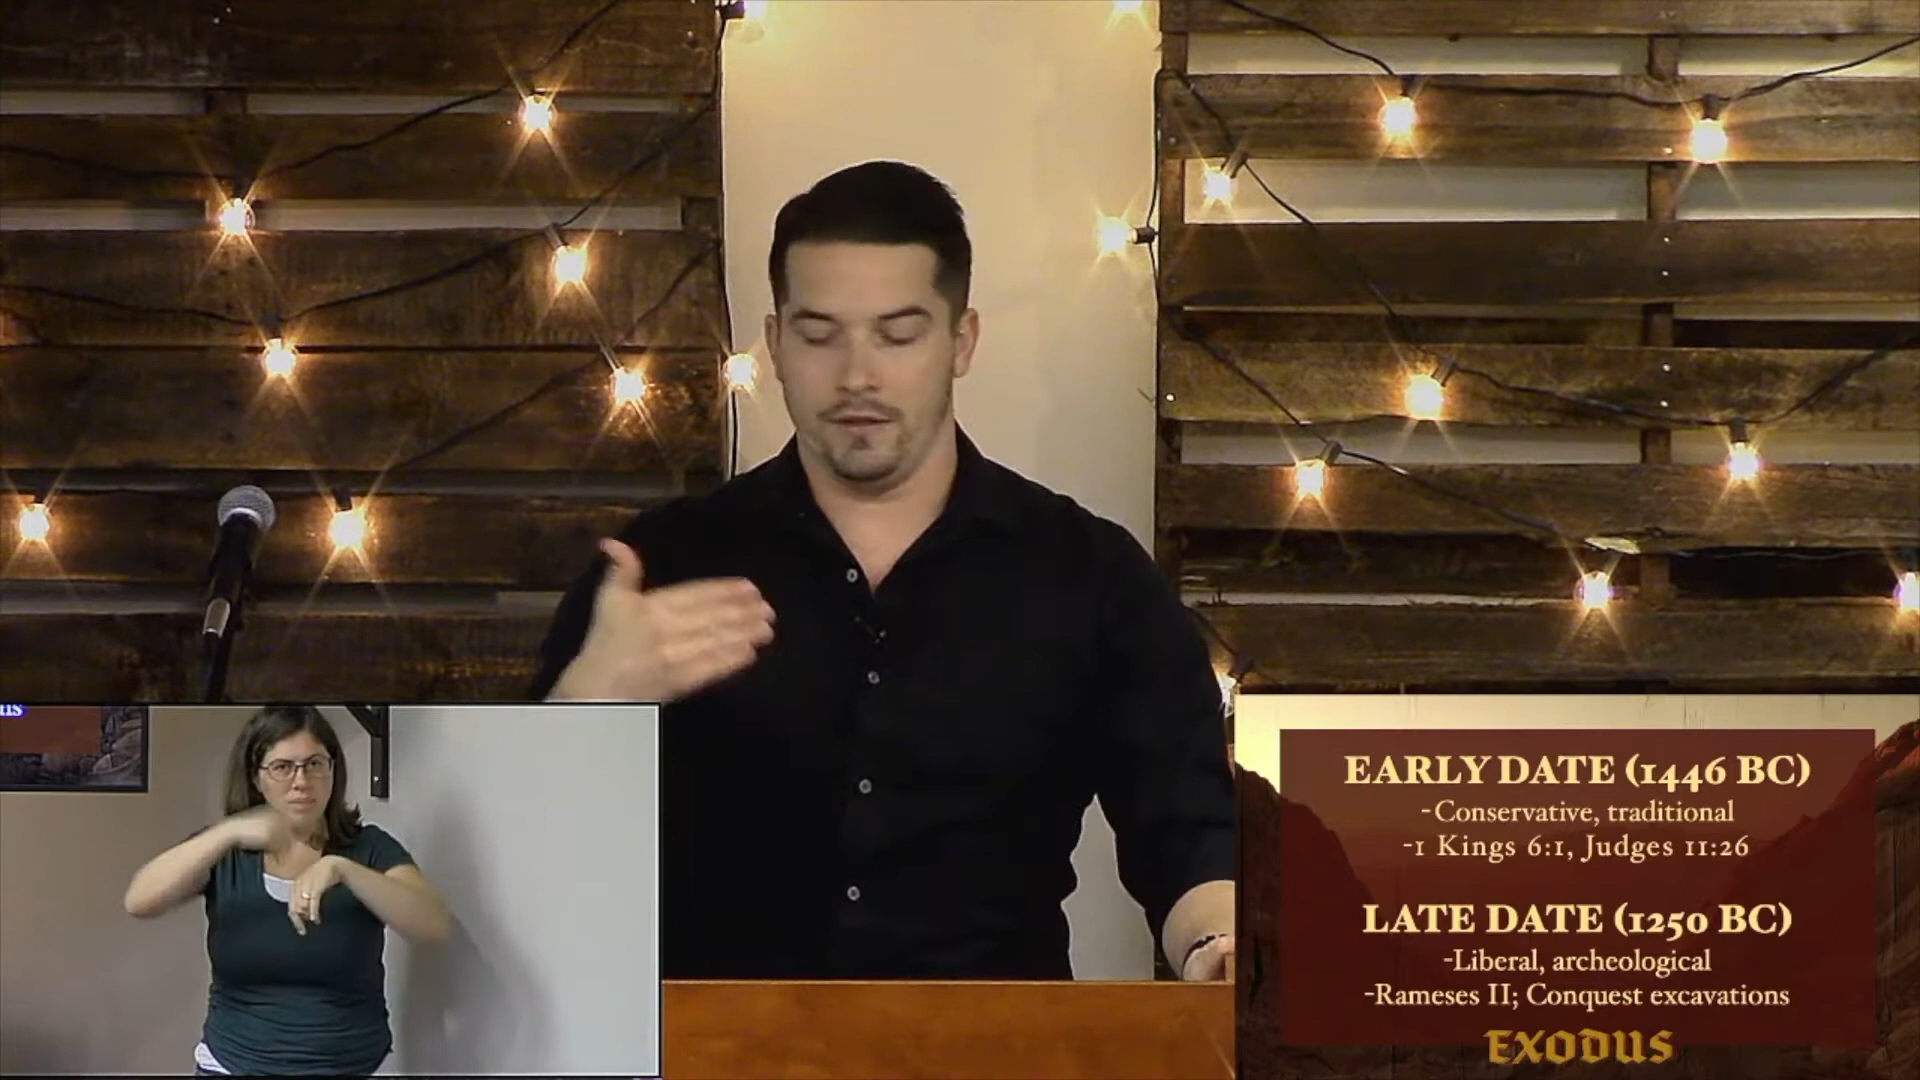 EARLY DATE (1446 BC)
-Conservative, traditional
-1 Kings 6:1, Judges 11:26
LATE DATE (1250 BC)
-Liberal, archeological
-Rameses II; Conquest excavations
EXODUS